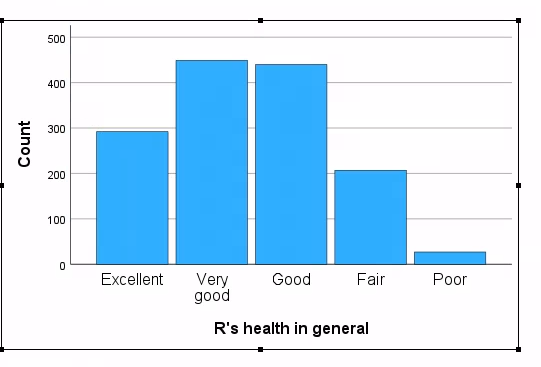 500
400
300
200
100
0
Count
Excellent
Very
good
Good
Fair
Poor
R's health in general